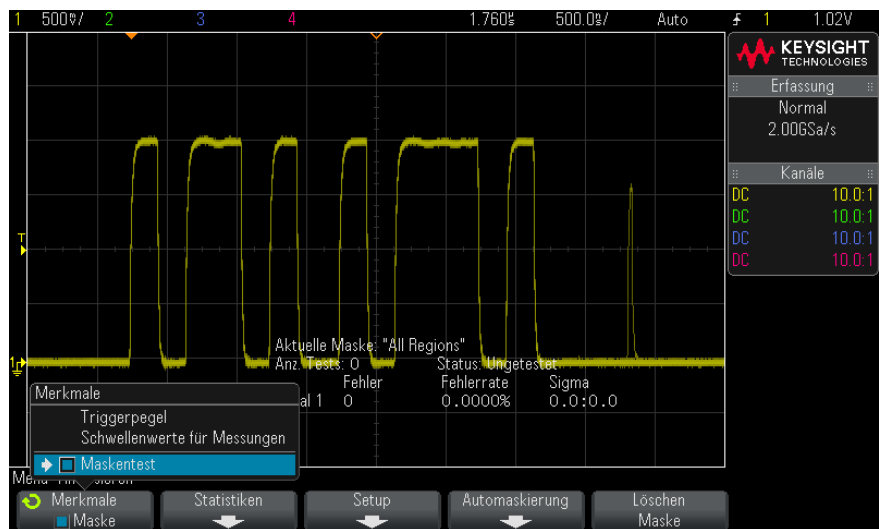 1 500♈/ 2 3 4 1.760s 500.0s/ Auto 1 1.02V
KEYSIGHT
TECHNOLOGIES
Erfassung
Normal
2.00GSa/s
Kanäle
DC 10.0:1
DC 10.0:1
DC 10.0:1
DC 10.0:1
T
1
Aktuelle Maske: "All Regions"
Anz. Tests: 0 Status: Ungetestet
Fehler Fehlerrate Sigma
al 1 0 0.0000% 0.0:0.0
Merkmale
Triggerpegel
Schwellenwerte für Messungen
Maskentest
Merkmale Statistiken Setup Automaskierung Löschen
Maske Maske